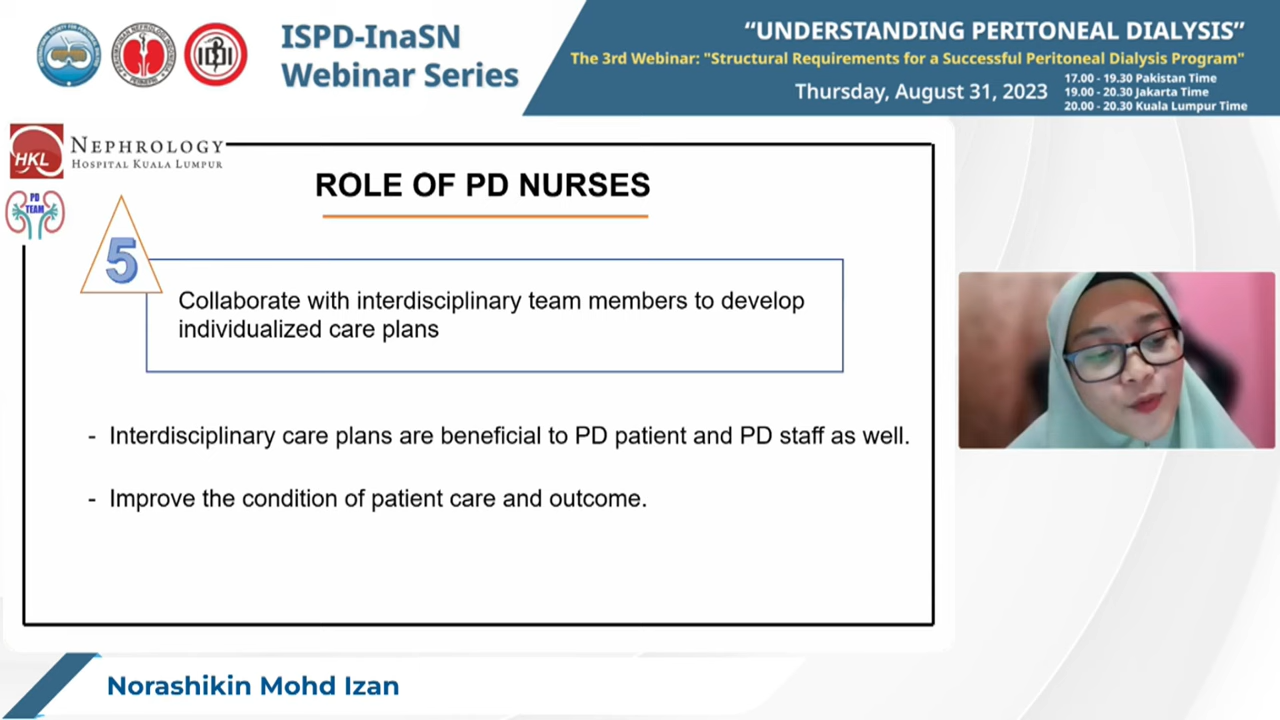 ISPD-InaSN
Webinar Series
“UNDERSTANDING PERITONEAL DIALYSIS”
The 3rd Webinar: "Structural Requirements for a Successful Peritoneal Dialysis Program"
Thursday, August 31, 2023
17.00 - 19.30 Pakistan Time
19.00 - 20.30 Jakarta Time
20.00 - 20.30 Kuala Lumpur Time
HKL
NEPHROLOGY
HOSPITAL KUALA LUMPUR
PD
TEAM
ROLE OF PD NURSES
5
Collaborate with interdisciplinary team members to develop
individualized care plans
- Interdisciplinary care plans are beneficial to PD patient and PD staff as well.
- Improve the condition of patient care and outcome.
Norashikin Mohd Izan